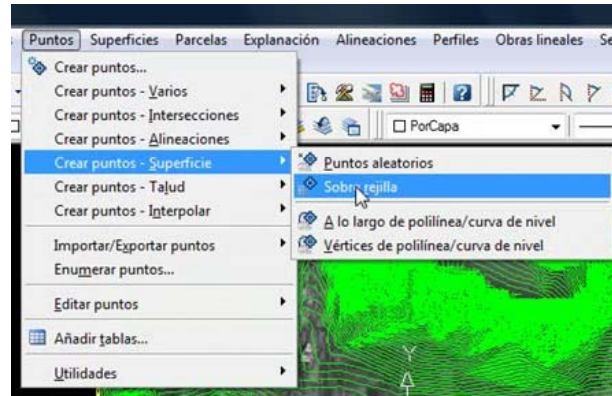 Puntos Superficies Parcelas Explanación Alineaciones Perfiles Obras lineales
Crear puntos...
Crear puntos - Varios
Crear puntos - Intersecciones
Crear puntos - Alineaciones
PorCapa
Crear puntos - Superficie
Puntos aleatorios
Crear puntos - Talud
Sobre rejilla
Crear puntos - Interpolar
A lo largo de polilínea/curva de nivel
Importar/Exportar puntos
Vértices de polilínea/curva de nivel
Enumerar puntos...
Editar puntos
Añadir tablas...
Utilidades
Y